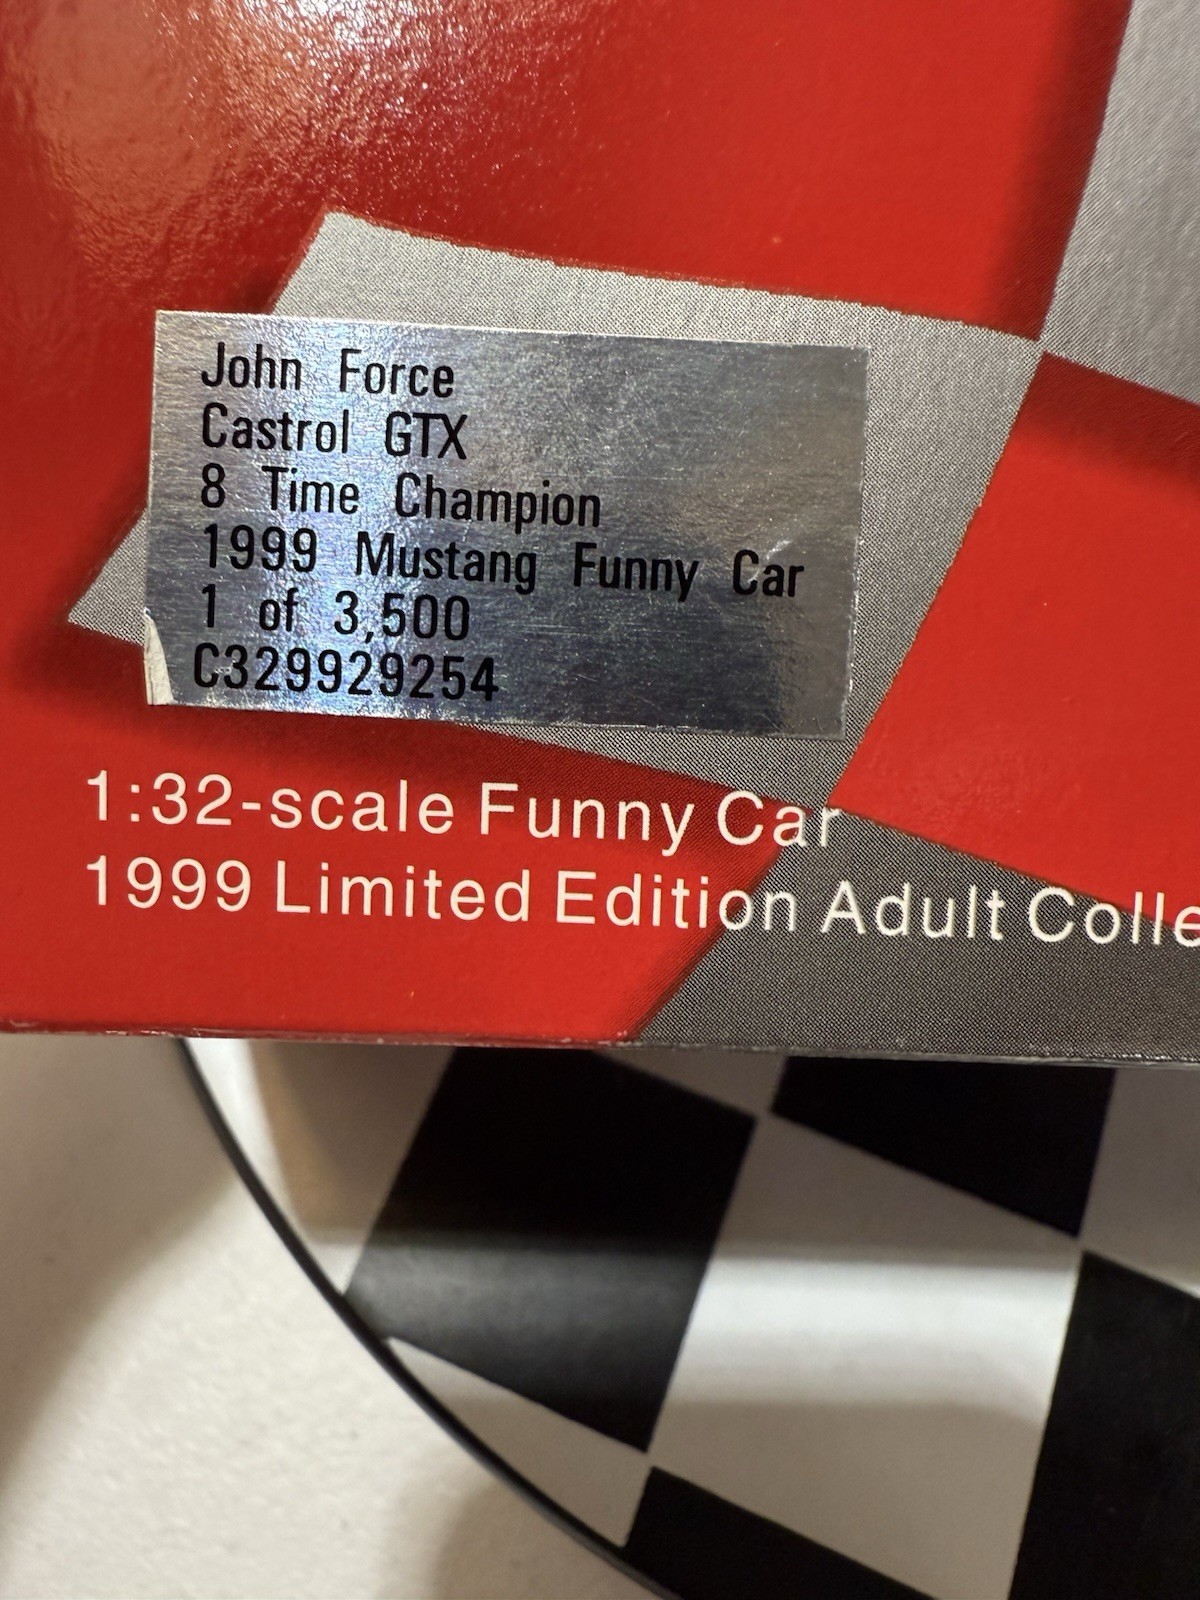 John Force
Castrol GTX
8 Time Champion
1999 Mustang Funny Car
1 of 3,500
C329929254
1:32-scale Funny Car
1999 Limited Edition Adult Colle